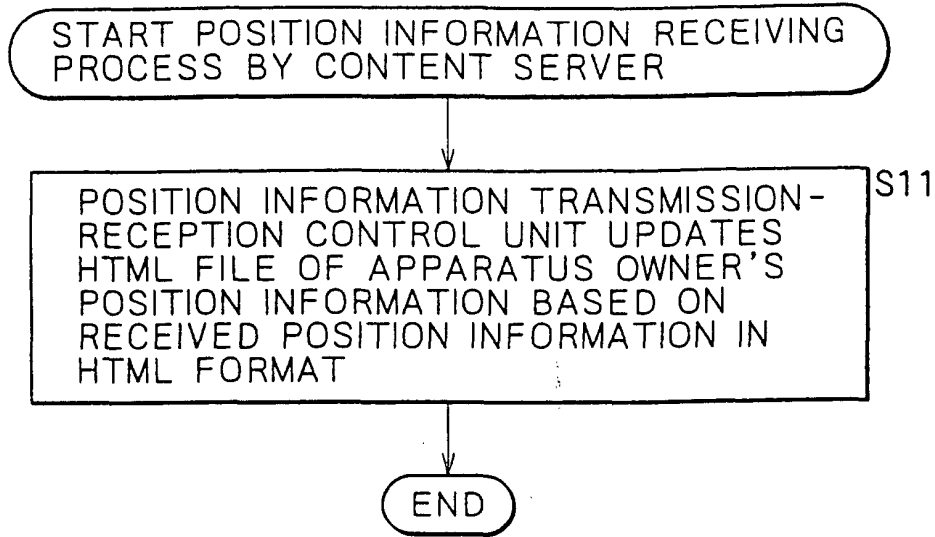 START POSITION INFORMATION RECEIVING
PROCESS BY CONTENT SERVER
S11
POSITION INFORMATION TRANSMISSION-
RECEPTION CONTROL UNIT UPDATES
HTML FILE OF APPARATUS OWNER'S
POSITION INFORMATION BASED ON
RECEIVED POSITION INFORMATION IN
HTML FORMAT
END